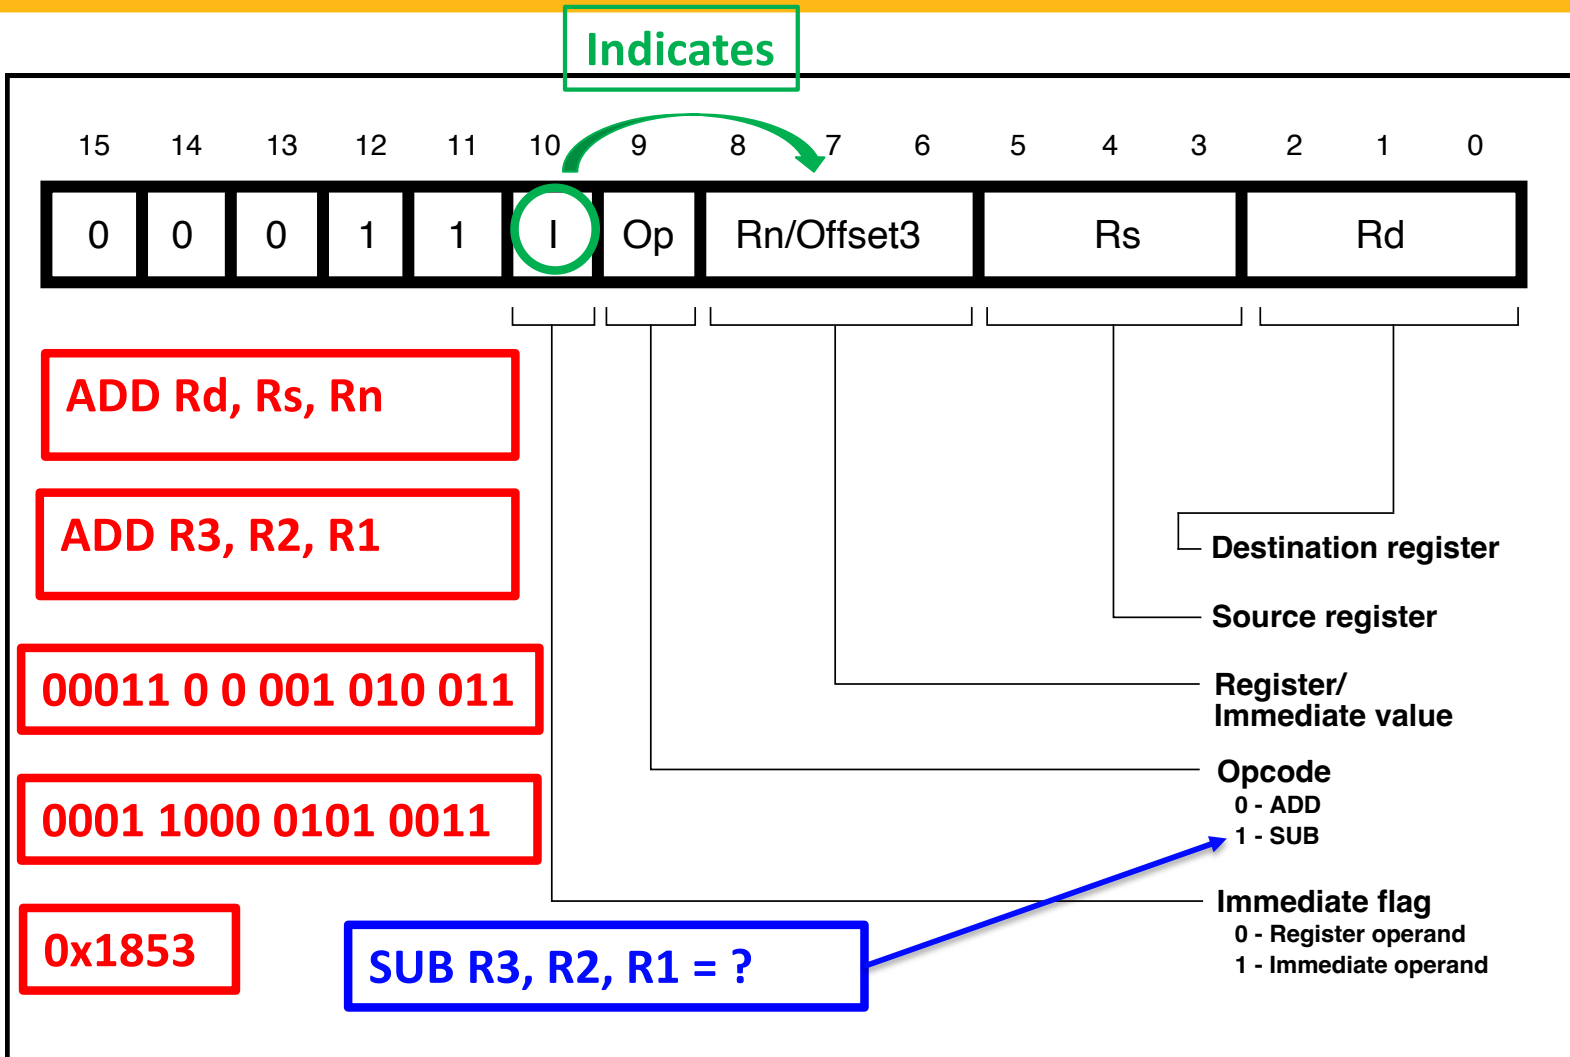 Indicates
15 14 13 12 11 10 9 8 7 6 5 4 3 2 1 0
0 0 0 1 1 I Op Rn/Offset3 Rs Rd
ADD Rd, Rs, Rn
ADD R3, R2, R1
Destination register
Source register
00011 0 0 001 010 011
Register/
Immediate value
Opcode
0 - ADD
1 - SUB
0001 1000 0101 0011
Immediate flag
0 - Register operand
1 - Immediate operand
0x1853
SUB R3, R2, R1 = ?